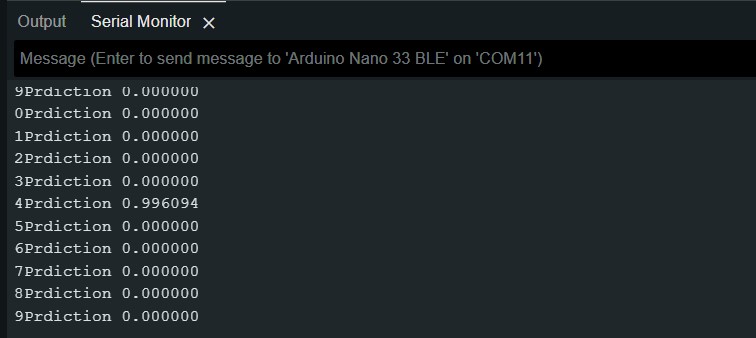 Output Serial Monitor ×
Message (Enter to send message to 'Arduino Nano 33 BLE' on 'COM11')
9Prdiction 0.000000
0Prdiction 0.000000
1Prdiction 0.000000
2Prdiction 0.000000
3Prdiction 0.000000
4Prdiction 0.996094
5Prdiction 0.000000
6Prdiction 0.000000
7Prdiction 0.000000
8Prdiction 0.000000
9Prdiction 0.000000